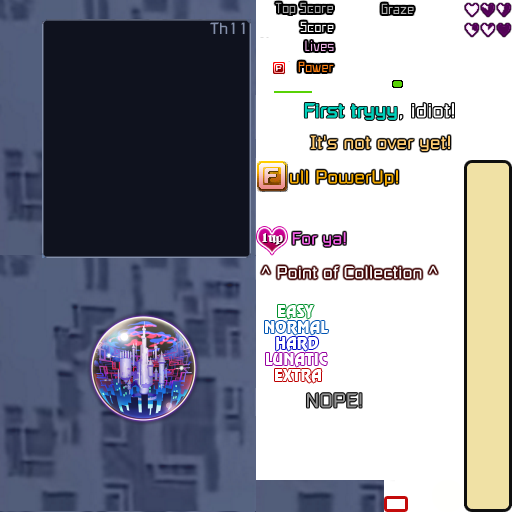 Th11
Top Score
Graze
Score
Lives
P Power
First tryyy, idiot!
It's not over yet!
Full PowerUp!
1up For ya!
^ Point of Collection ^
EASY
NORMAL
HARD
LUNATIC
EXTRA
NOPE!